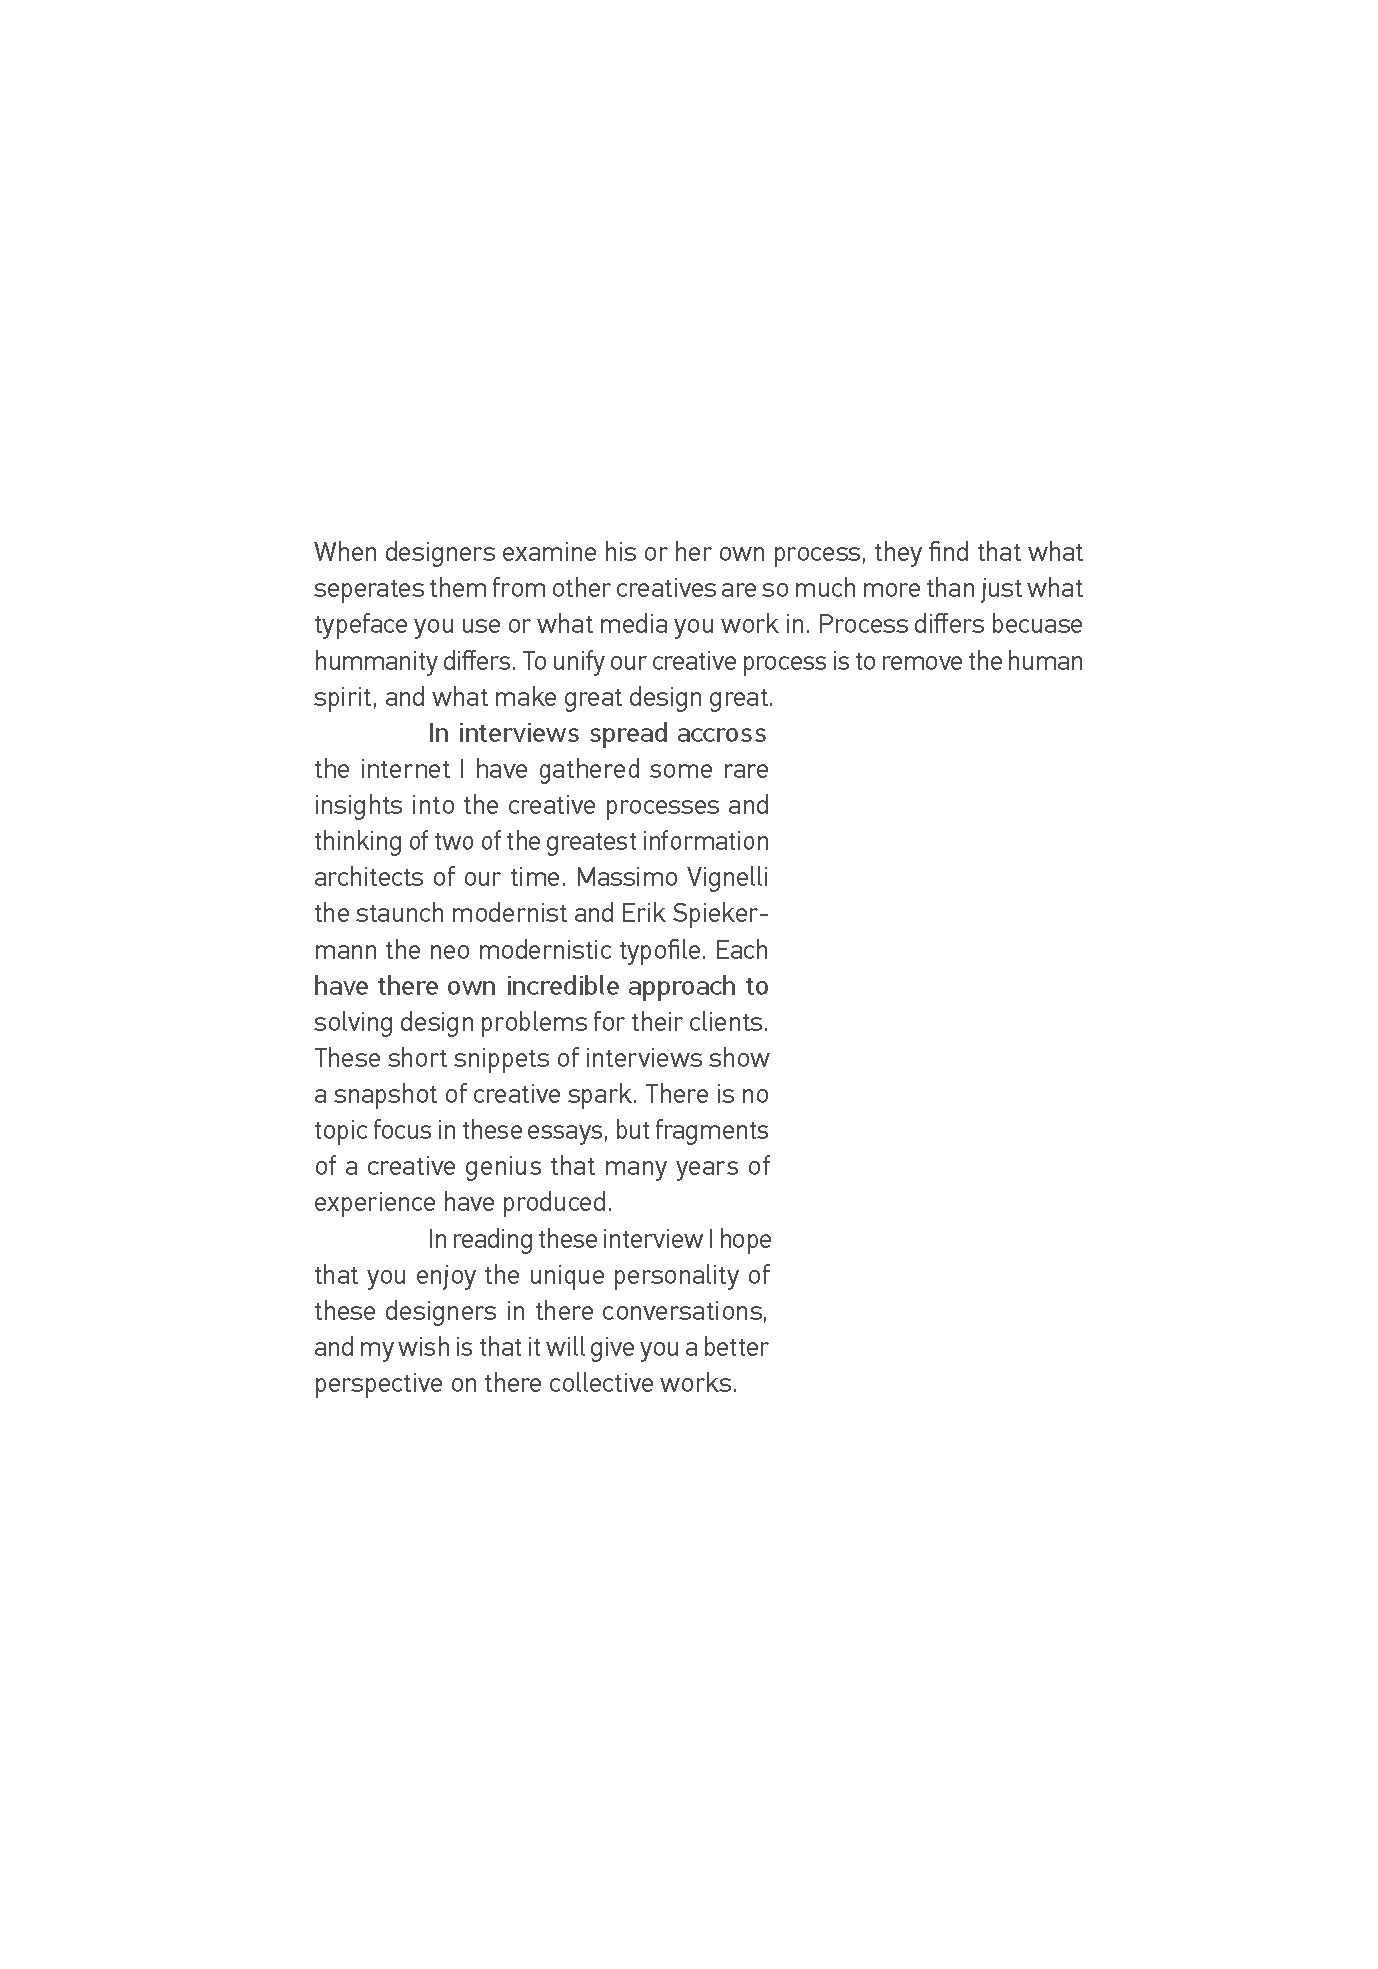 When designers examine his or her own process, they find that what
seperates them from other creatives are so much more than just what
typeface you use or what media you work in. Process differs becuase
hummanity differs. To unify our creative process is to remove the human
spirit, and what make great design great.
In interviews spread accross
the internet I have gathered some rare
insights into the creative processes and
thinking of two of the greatest information
architects of our time. Massimo Vignelli
the staunch modernist and Erik Spieker-
mann the neo modernistic typofile. Each
have there own incredible approach to
solving design problems for their clients.
These short snippets of interviews show
a snapshot of creative spark. There is no
topic focus in these essays, but fragments
of a creative genius that many years of
experience have produced.
In reading these interview I hope
that you enjoy the unique personality of
these designers in there conversations,
and my wish is that it will give you a better
perspective on there collective works.